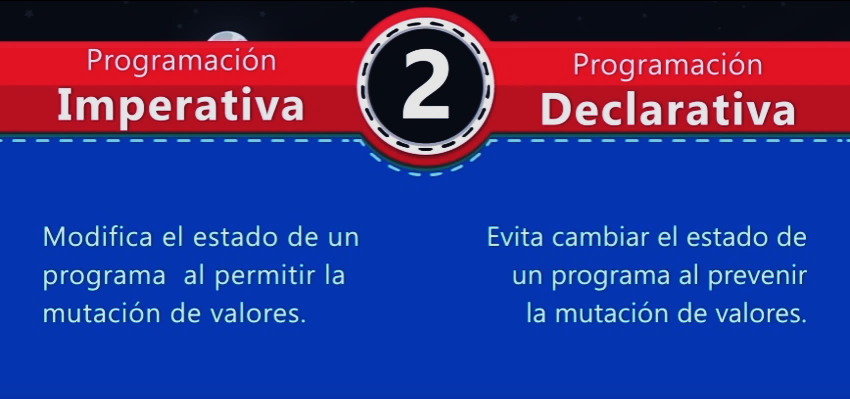 Programación
Imperativa
2
Programación
Declarativa
Modifica el estado de un
programa al permitir la
mutación de valores.
Evita cambiar el estado de
un programa al prevenir
la mutación de valores.